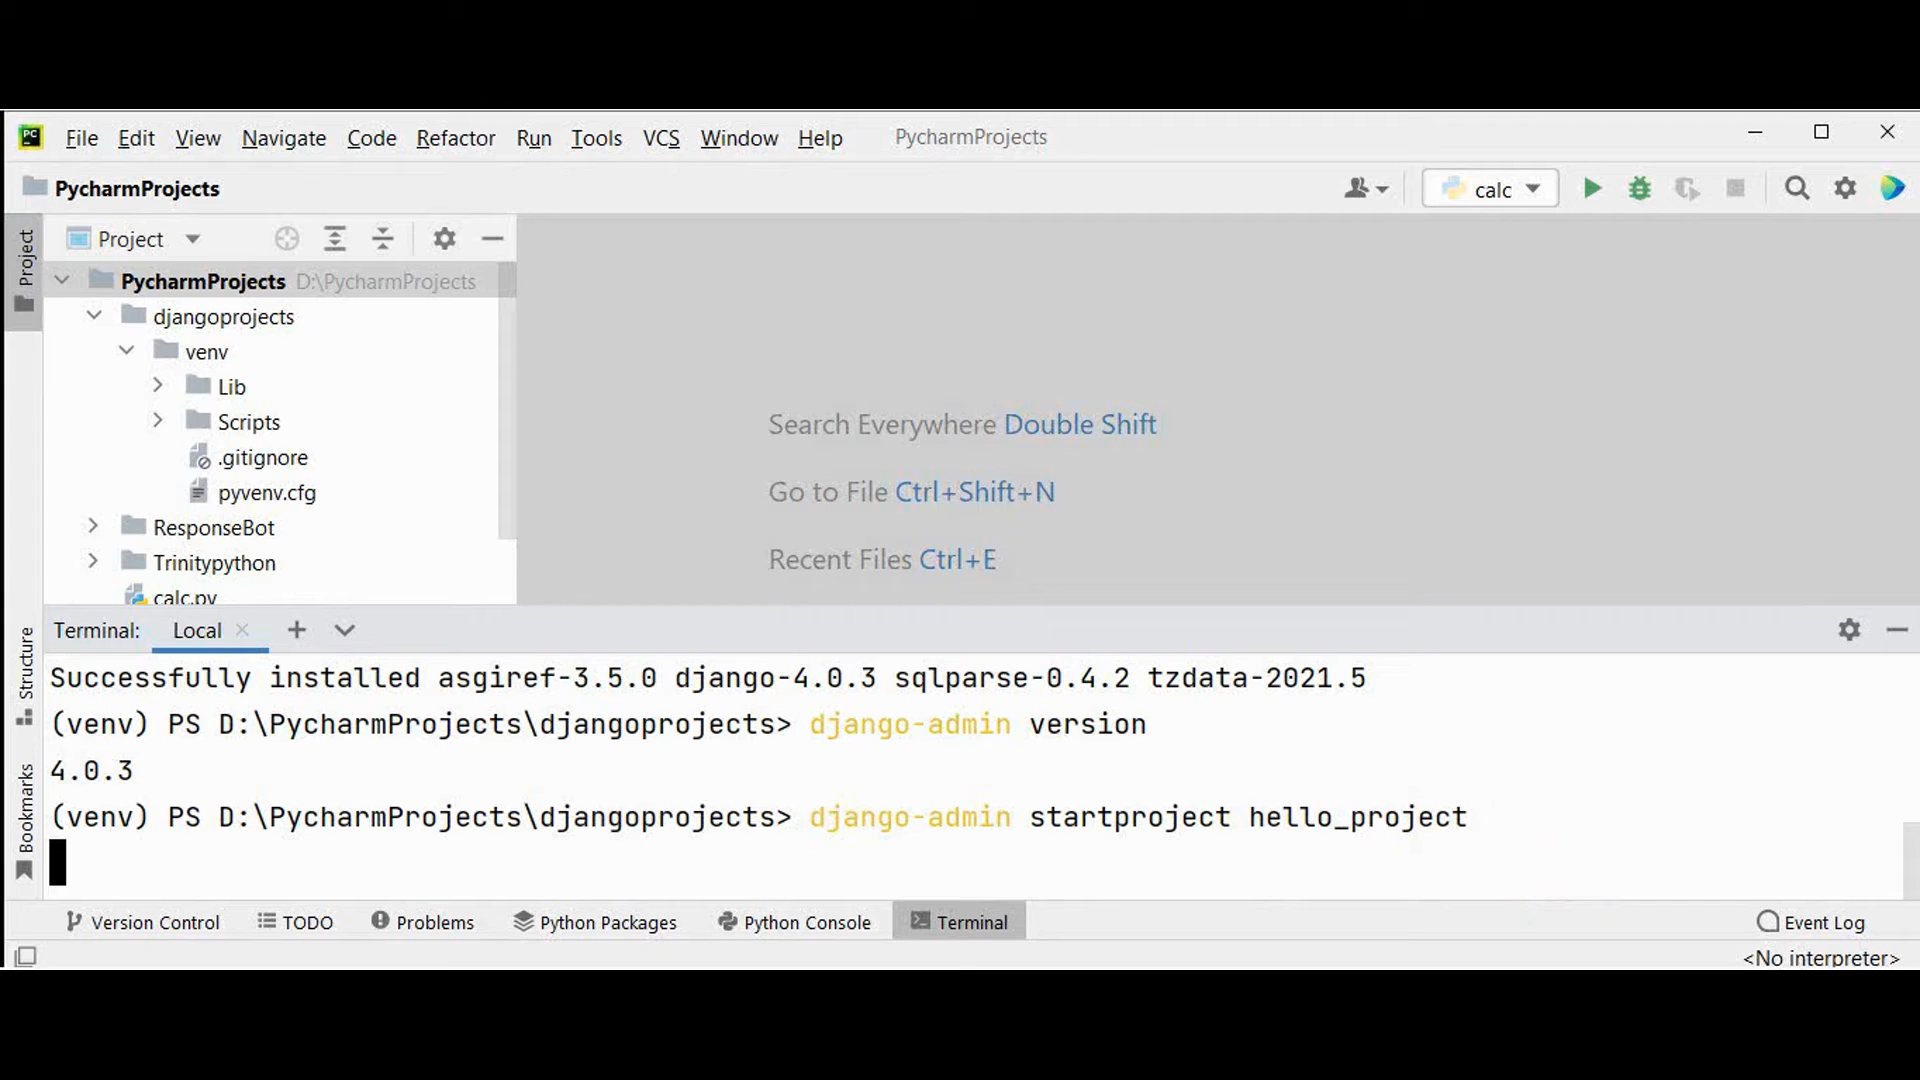 PC File Edit View Navigate Code Refactor Run Tools VCS Window Help PycharmProjects
PycharmProjects calc
Project
Project
PycharmProjects D:\PycharmProjects
djangoprojects
venv
Lib
Scripts
.gitignore
pyvenv.cfg
ResponseBot
Trinitypython
calc.py
Search Everywhere Double Shift
Go to File Ctrl+Shift+N
Recent Files Ctrl+E
Structure
Bookmarks
Terminal: Local
Successfully installed asgiref-3.5.0 django-4.0.3 sqlparse-0.4.2 tzdata-2021.5
(venv) PS D:\PycharmProjects\djangoprojects> django-admin version
4.0.3
(venv) PS D:\PycharmProjects\djangoprojects> django-admin startproject hello_project
Version Control TODO Problems Python Packages Python Console Terminal Event Log
<No interpreter>